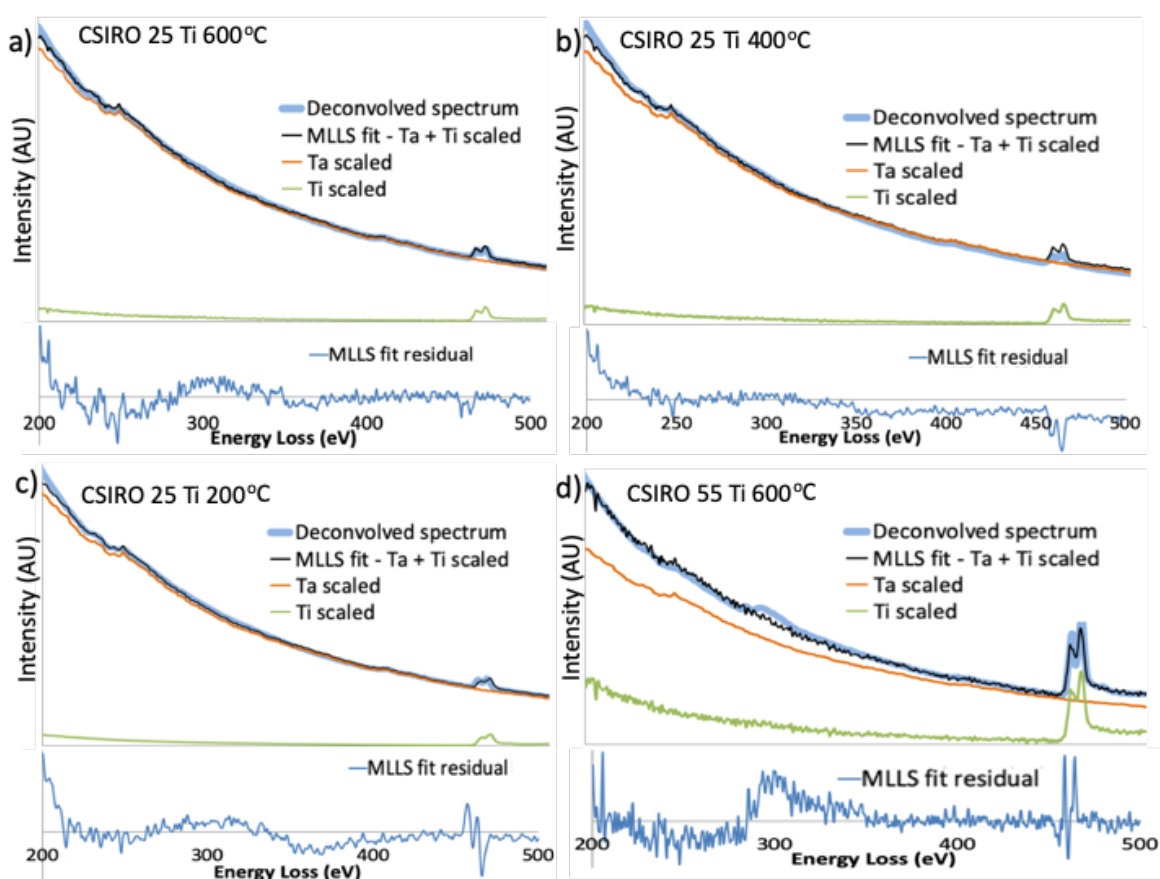 a)
CSIRO 25 Ti 600°C
Intensity (AU)
Deconvolved spectrum
MLLS fit - Ta + Ti scaled
Ta scaled
Ti scaled
MLLS fit residual
200 300 400 500
Energy Loss (eV)
b)
CSIRO 25 Ti 400°C
Intensity (AU)
Deconvolved spectrum
MLLS fit - Ta + Ti scaled
Ta scaled
Ti scaled
MLLS fit residual
200 250 300 350 400 450 500
Energy Loss (eV)
c)
CSIRO 25 Ti 200°C
Intensity (AU)
Deconvolved spectrum
MLLS fit - Ta + Ti scaled
Ta scaled
Ti scaled
MLLS fit residual
200 300 400 500
Energy Loss (eV)
d)
CSIRO 55 Ti 600°C
Intensity (AU)
Deconvolved spectrum
MLLS fit - Ta + Ti scaled
Ta scaled
Ti scaled
MLLS fit residual
200 300 400 500
Energy Loss (eV)